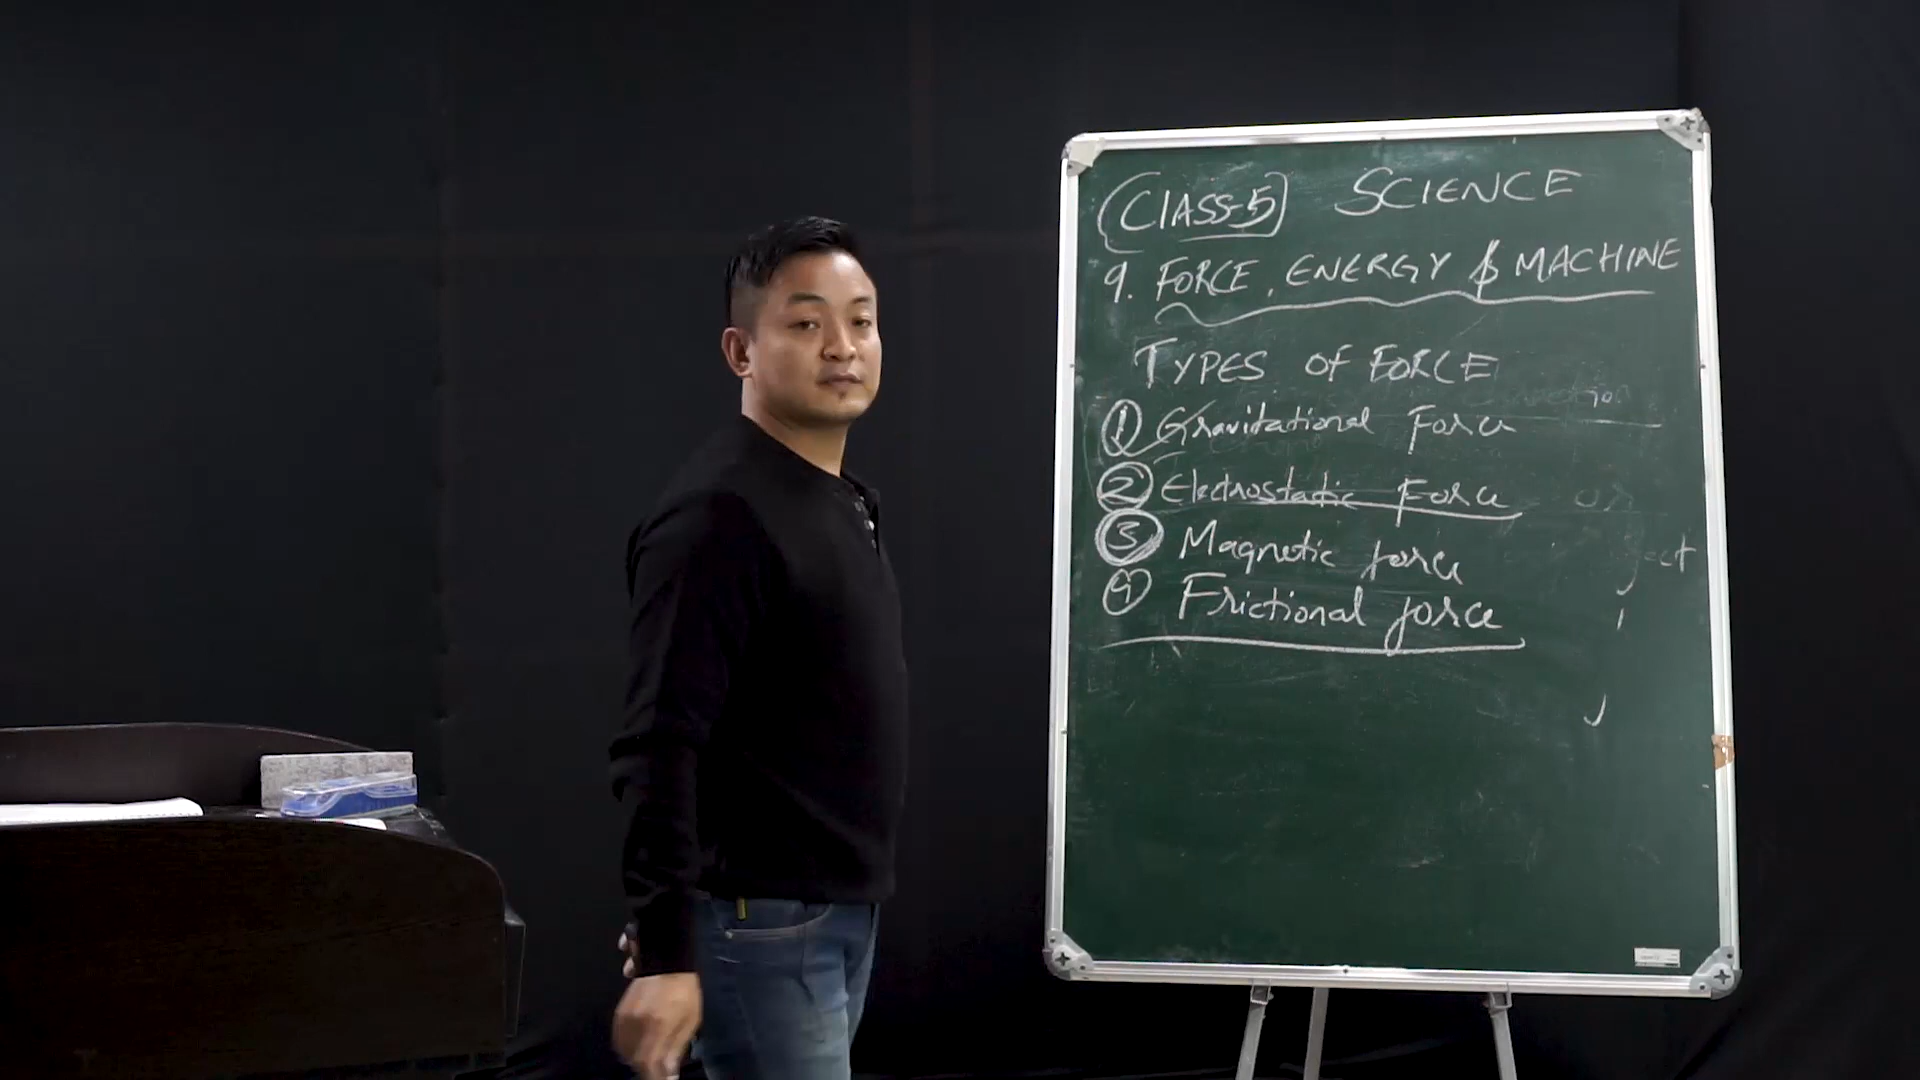 CLASS-5 SCIENCE
9. FORCE, ENERGY & MACHINE
TYPES OF FORCE
1 Gravitational Force
2 Electrostatic Force
3 Magnetic force
4 Frictional force